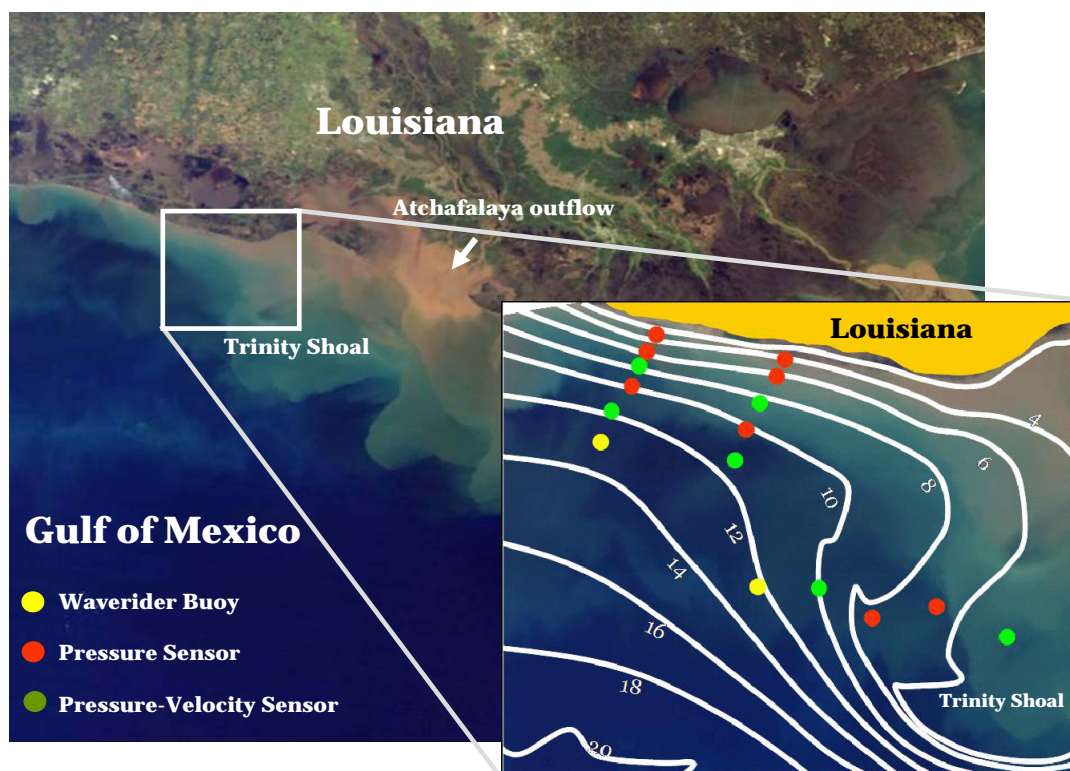 Louisiana
Atchafalaya outflow
Trinity Shoal
Gulf of Mexico
Waverider Buoy
Pressure Sensor
Pressure-Velocity Sensor
Louisiana
4
6
8
10
12
14
16
18
20
Trinity Shoal